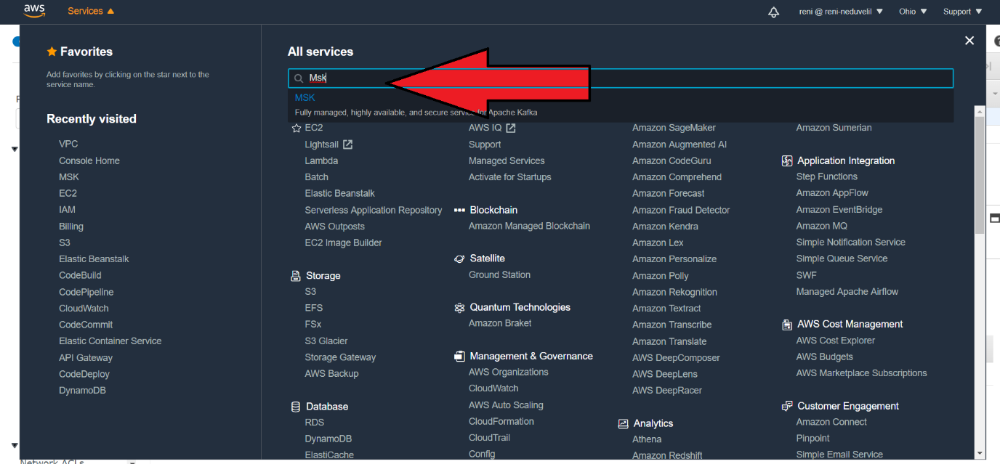 aws
Services
reni @ reni-neduvelil
Ohio
Support
Favorites
Add favorites by clicking on the star next to the
service name.
Recently visited
VPC
Console Home
MSK
EC2
IAM
Billing
S3
Elastic Beanstalk
CodeBuild
CodePipeline
CloudWatch
CodeCommit
Elastic Container Service
API Gateway
CodeDeploy
DynamoDB
All services
Msk
MSK
Fully managed, highly available, and secure service for Apache Kafka
EC2
Lightsail
Lambda
Batch
Elastic Beanstalk
Serverless Application Repository
AWS Outposts
EC2 Image Builder
Storage
S3
EFS
FSx
S3 Glacier
Storage Gateway
AWS Backup
Database
RDS
DynamoDB
ElastiCache
AWS IQ
Support
Managed Services
Activate for Startups
Blockchain
Amazon Managed Blockchain
Satellite
Ground Station
Quantum Technologies
Amazon Braket
Management & Governance
AWS Organizations
CloudWatch
AWS Auto Scaling
CloudFormation
CloudTrail
Config
Amazon SageMaker
Amazon Augmented AI
Amazon CodeGuru
Amazon Comprehend
Amazon Forecast
Amazon Fraud Detector
Amazon Kendra
Amazon Lex
Amazon Personalize
Amazon Polly
Amazon Rekognition
Amazon Textract
Amazon Transcribe
Amazon Translate
AWS DeepComposer
AWS DeepLens
AWS DeepRacer
Analytics
Athena
Amazon Redshift
Amazon Sumerian
Application Integration
Step Functions
Amazon AppFlow
Amazon EventBridge
Amazon MQ
Simple Notification Service
Simple Queue Service
SWF
Managed Apache Airflow
AWS Cost Management
AWS Cost Explorer
AWS Budgets
AWS Marketplace Subscriptions
Customer Engagement
Amazon Connect
Pinpoint
Simple Email Service
Network ACLs